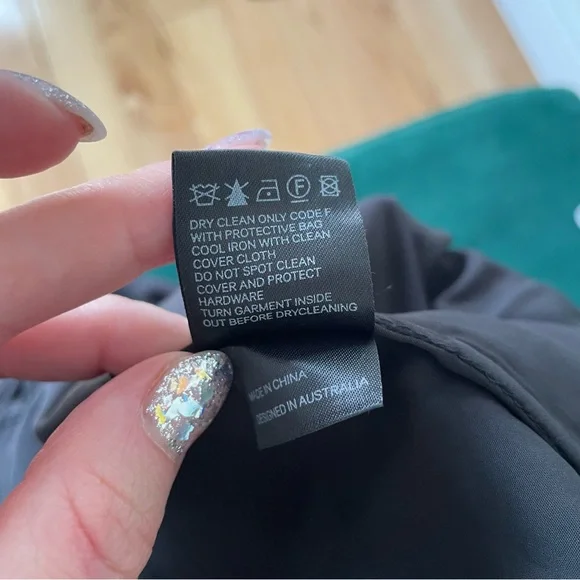 F
DRY CLEAN ONLY CODE F
WITH PROTECTIVE BAG
COOL IRON WITH CLEAN
COVER CLOTH
DO NOT SPOT CLEAN
COVER AND PROTECT
HARDWARE
TURN GARMENT INSIDE
OUT BEFORE DRYCLEANING
MADE IN CHINA
DESIGNED IN AUSTRALIA